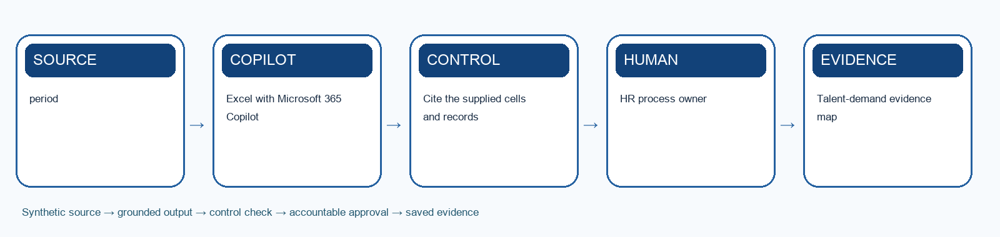 SOURCE
period
COPILOT
Excel with Microsoft 365
Copilot
CONTROL
Cite the supplied cells
and records
HUMAN
HR process owner
EVIDENCE
Talent-demand evidence
map
→
→
→
→
Synthetic source → grounded output → control check → accountable approval → saved evidence